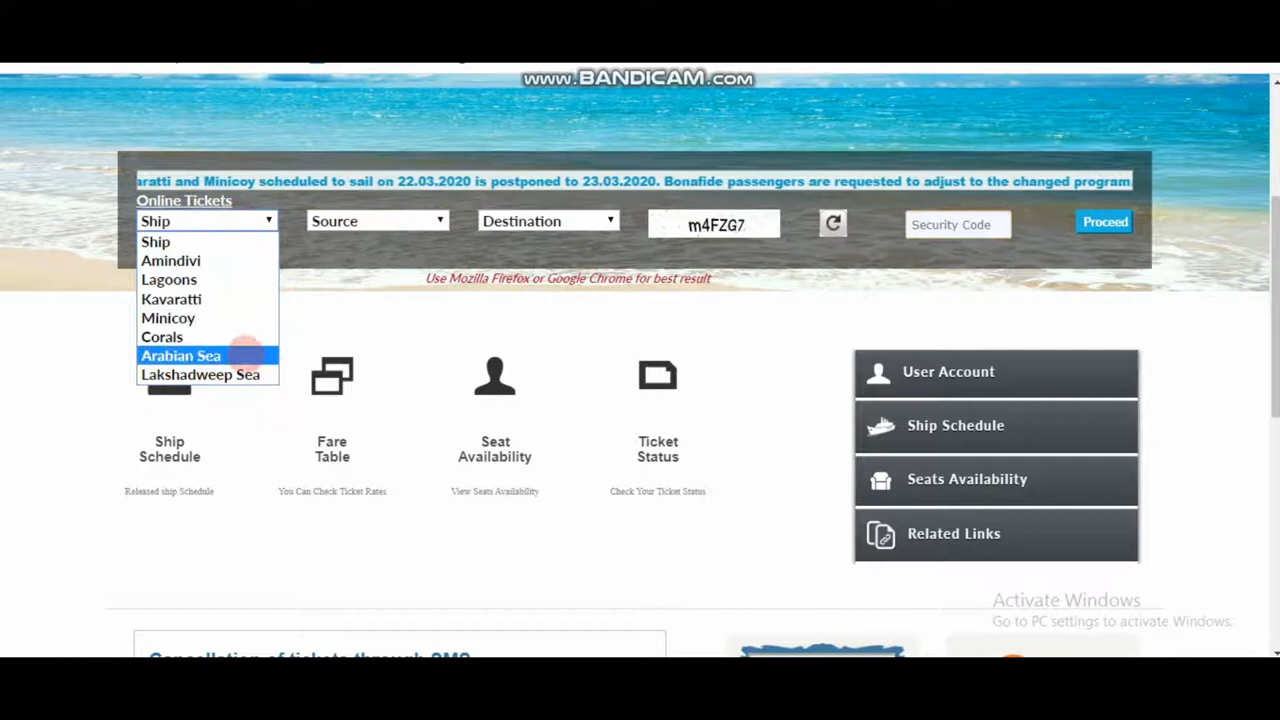 www.BANDICAM.com
aratti and Minicoy scheduled to sail on 22.03.2020 is postponed to 23.03.2020. Bonafide passengers are requested to adjust to the changed program.
Online Tickets
Ship
Source
Destination
m4FZG7
Security Code
Proceed
Ship
Amindivi
Lagoons
Kavaratti
Minicoy
Corals
Arabian Sea
Lakshadweep Sea
Use Mozilla Firefox or Google Chrome for best result
Ship
Schedule
Released ship Schedule
Fare
Table
You Can Check Ticket Rates
Seat
Availability
View Seats Availability
Ticket
Status
Check Your Ticket Status
User Account
Ship Schedule
Seats Availability
Related Links
Activate Windows
Go to PC settings to activate Windows.
Cancellation of tickets through SMS